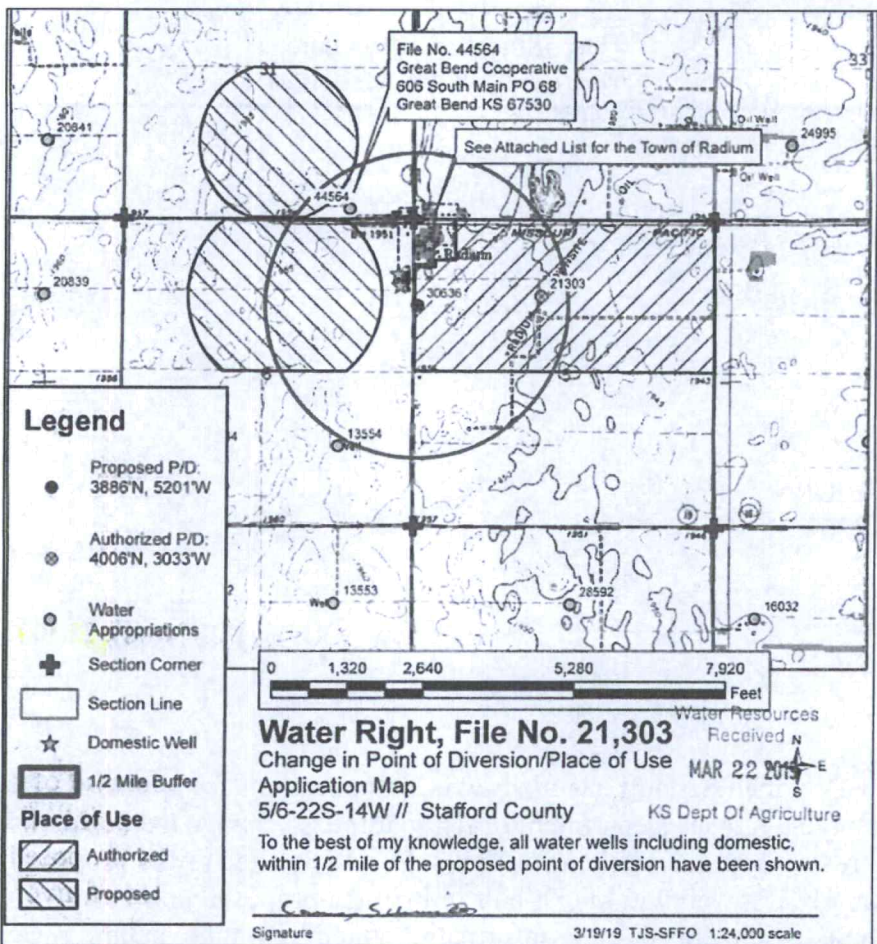 31
33
File No. 44564
Great Bend Cooperative
606 South Main PO 68
Great Bend KS 67530
See Attached List for the Town of Radium
20641
24995
44564
1951
MISSOURI
PACIFIC
Radium
20839
30636
21303
13554
Well
13553
Well
28592
16032
Legend
Proposed P/D:
3886'N, 5201'W
Authorized P/D:
4006'N, 3033'W
Water
Appropriations
Section Corner
Section Line
Domestic Well
1/2 Mile Buffer
Place of Use
Authorized
Proposed
0 1,320 2,640 5,280 7,920
Feet
Water Right, File No. 21,303
Change in Point of Diversion/Place of Use
Application Map
5/6-22S-14W // Stafford County
Water Resources
Received
MAR 22 2019
KS Dept Of Agriculture
N
E
S
To the best of my knowledge, all water wells including domestic,
within 1/2 mile of the proposed point of diversion have been shown.
Signature
3/19/19 TJS-SFFO 1:24,000 scale